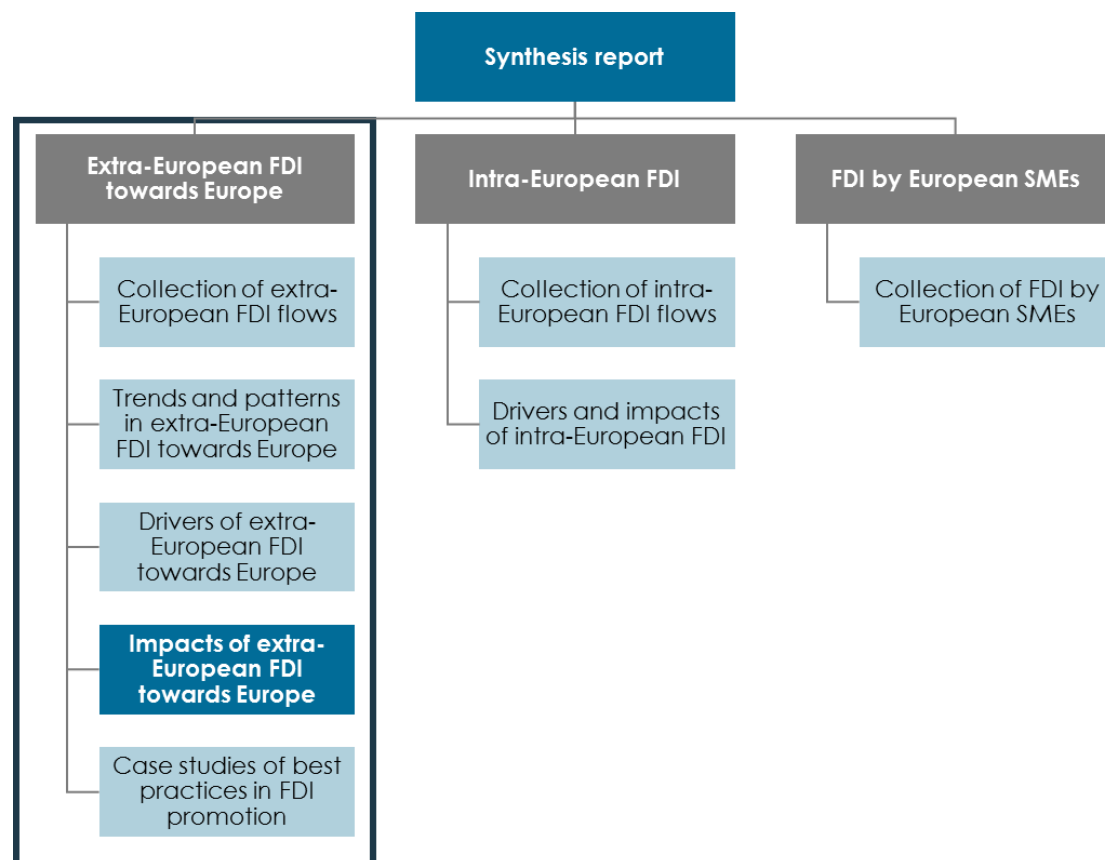 Synthesis report
Extra-European FDI
towards Europe
Collection of extra-
European FDI flows
Trends and patterns
in extra-European
FDI towards Europe
Drivers of extra-
European FDI
towards Europe
Impacts of extra-
European FDI
towards Europe
Case studies of best
practices in FDI
promotion
Intra-European FDI
Collection of intra-
European FDI flows
Drivers and impacts
of intra-European FDI
FDI by European SMEs
Collection of FDI by
European SMEs